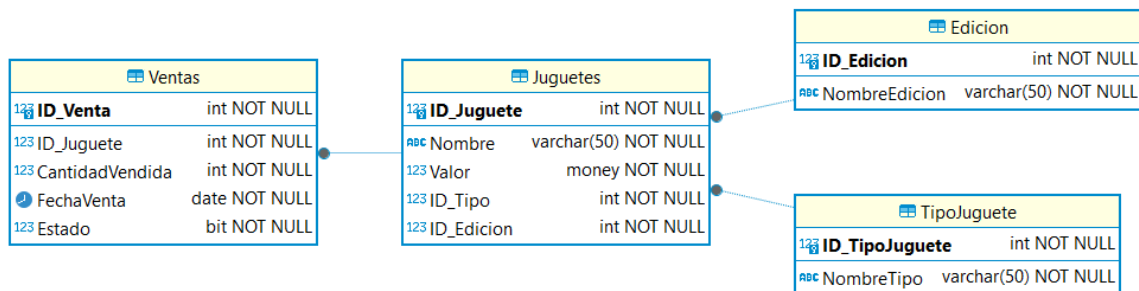 Ventas
ID_Venta int NOT NULL
ID_Juguete int NOT NULL
CantidadVendida int NOT NULL
FechaVenta date NOT NULL
Estado bit NOT NULL
Juguetes
ID_Juguete int NOT NULL
Nombre varchar(50) NOT NULL
Valor money NOT NULL
ID_Tipo int NOT NULL
ID_Edicion int NOT NULL
Edicion
ID_Edicion int NOT NULL
NombreEdicion varchar(50) NOT NULL
TipoJuguete
ID_TipoJuguete int NOT NULL
NombreTipo varchar(50) NOT NULL